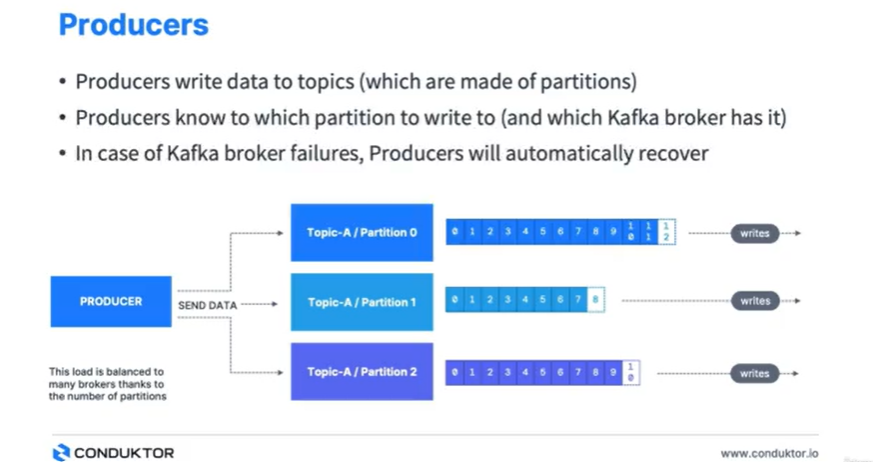 Producers
• Producers write data to topics (which are made of partitions)
• Producers know to which partition to write to (and which Kafka broker has it)
• In case of Kafka broker failures, Producers will automatically recover
Topic-A / Partition 0
0 1 2 3 4 5 6 7 8 9 10 11 12
writes
PRODUCER
SEND DATA
Topic-A / Partition 1
0 1 2 3 4 5 6 7 8
writes
Topic-A / Partition 2
0 1 2 3 4 5 6 7 8 9 10
writes
This load is balanced to
many brokers thanks to
the number of partitions
CONDUKTOR
www.conduktor.io